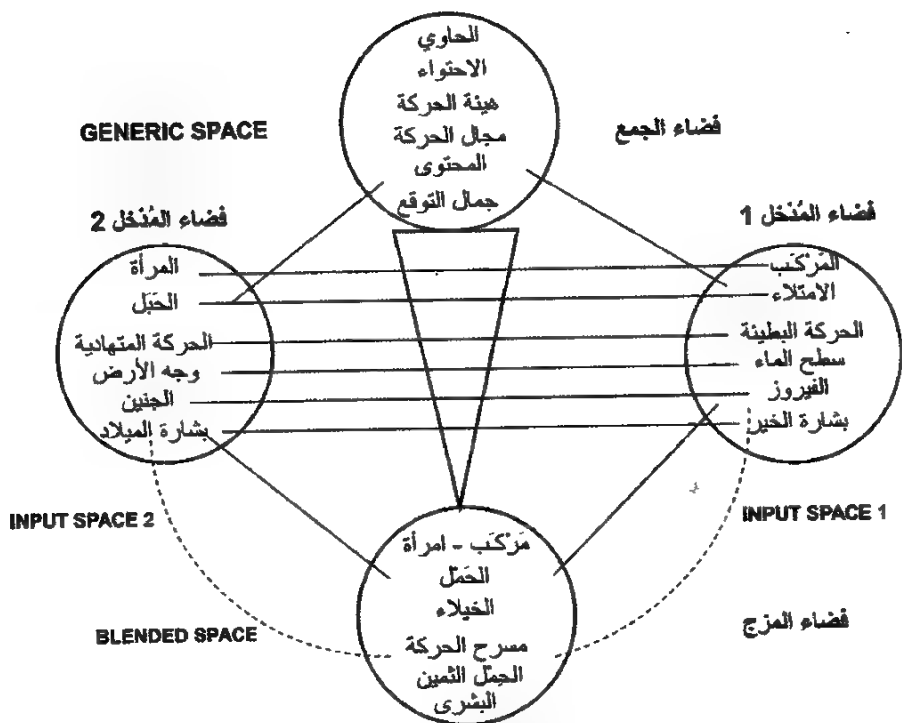 الحاوي
الاحتواء
هيئة الحركة
مجال الحركة
المحتوى
جمال التوقع
GENERIC SPACE
فضاء الجمع
فضاء المُدْخل 1
المَرْكَب
الامتلاء
الحركة البطيئة
سطح الماء
الفيروز
بشارة الخير
فضاء المُدْخل 2
المرأة
الحَبَل
الحركة المتهادية
وجه الأرض
الجنين
بشارة الميلاد
INPUT SPACE 2
INPUT SPACE 1
مَرْكَب - امرأة
الحَمْل
الخيلاء
مسرح الحركة
الحِمْل الثمين
البشرى
BLENDED SPACE
فضاء المزج